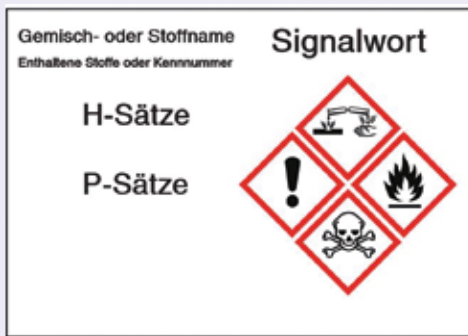 Gemisch- oder Stoffname
Enthaltene Stoffe oder Kennnummer
Signalwort
H-Sätze
P-Sätze